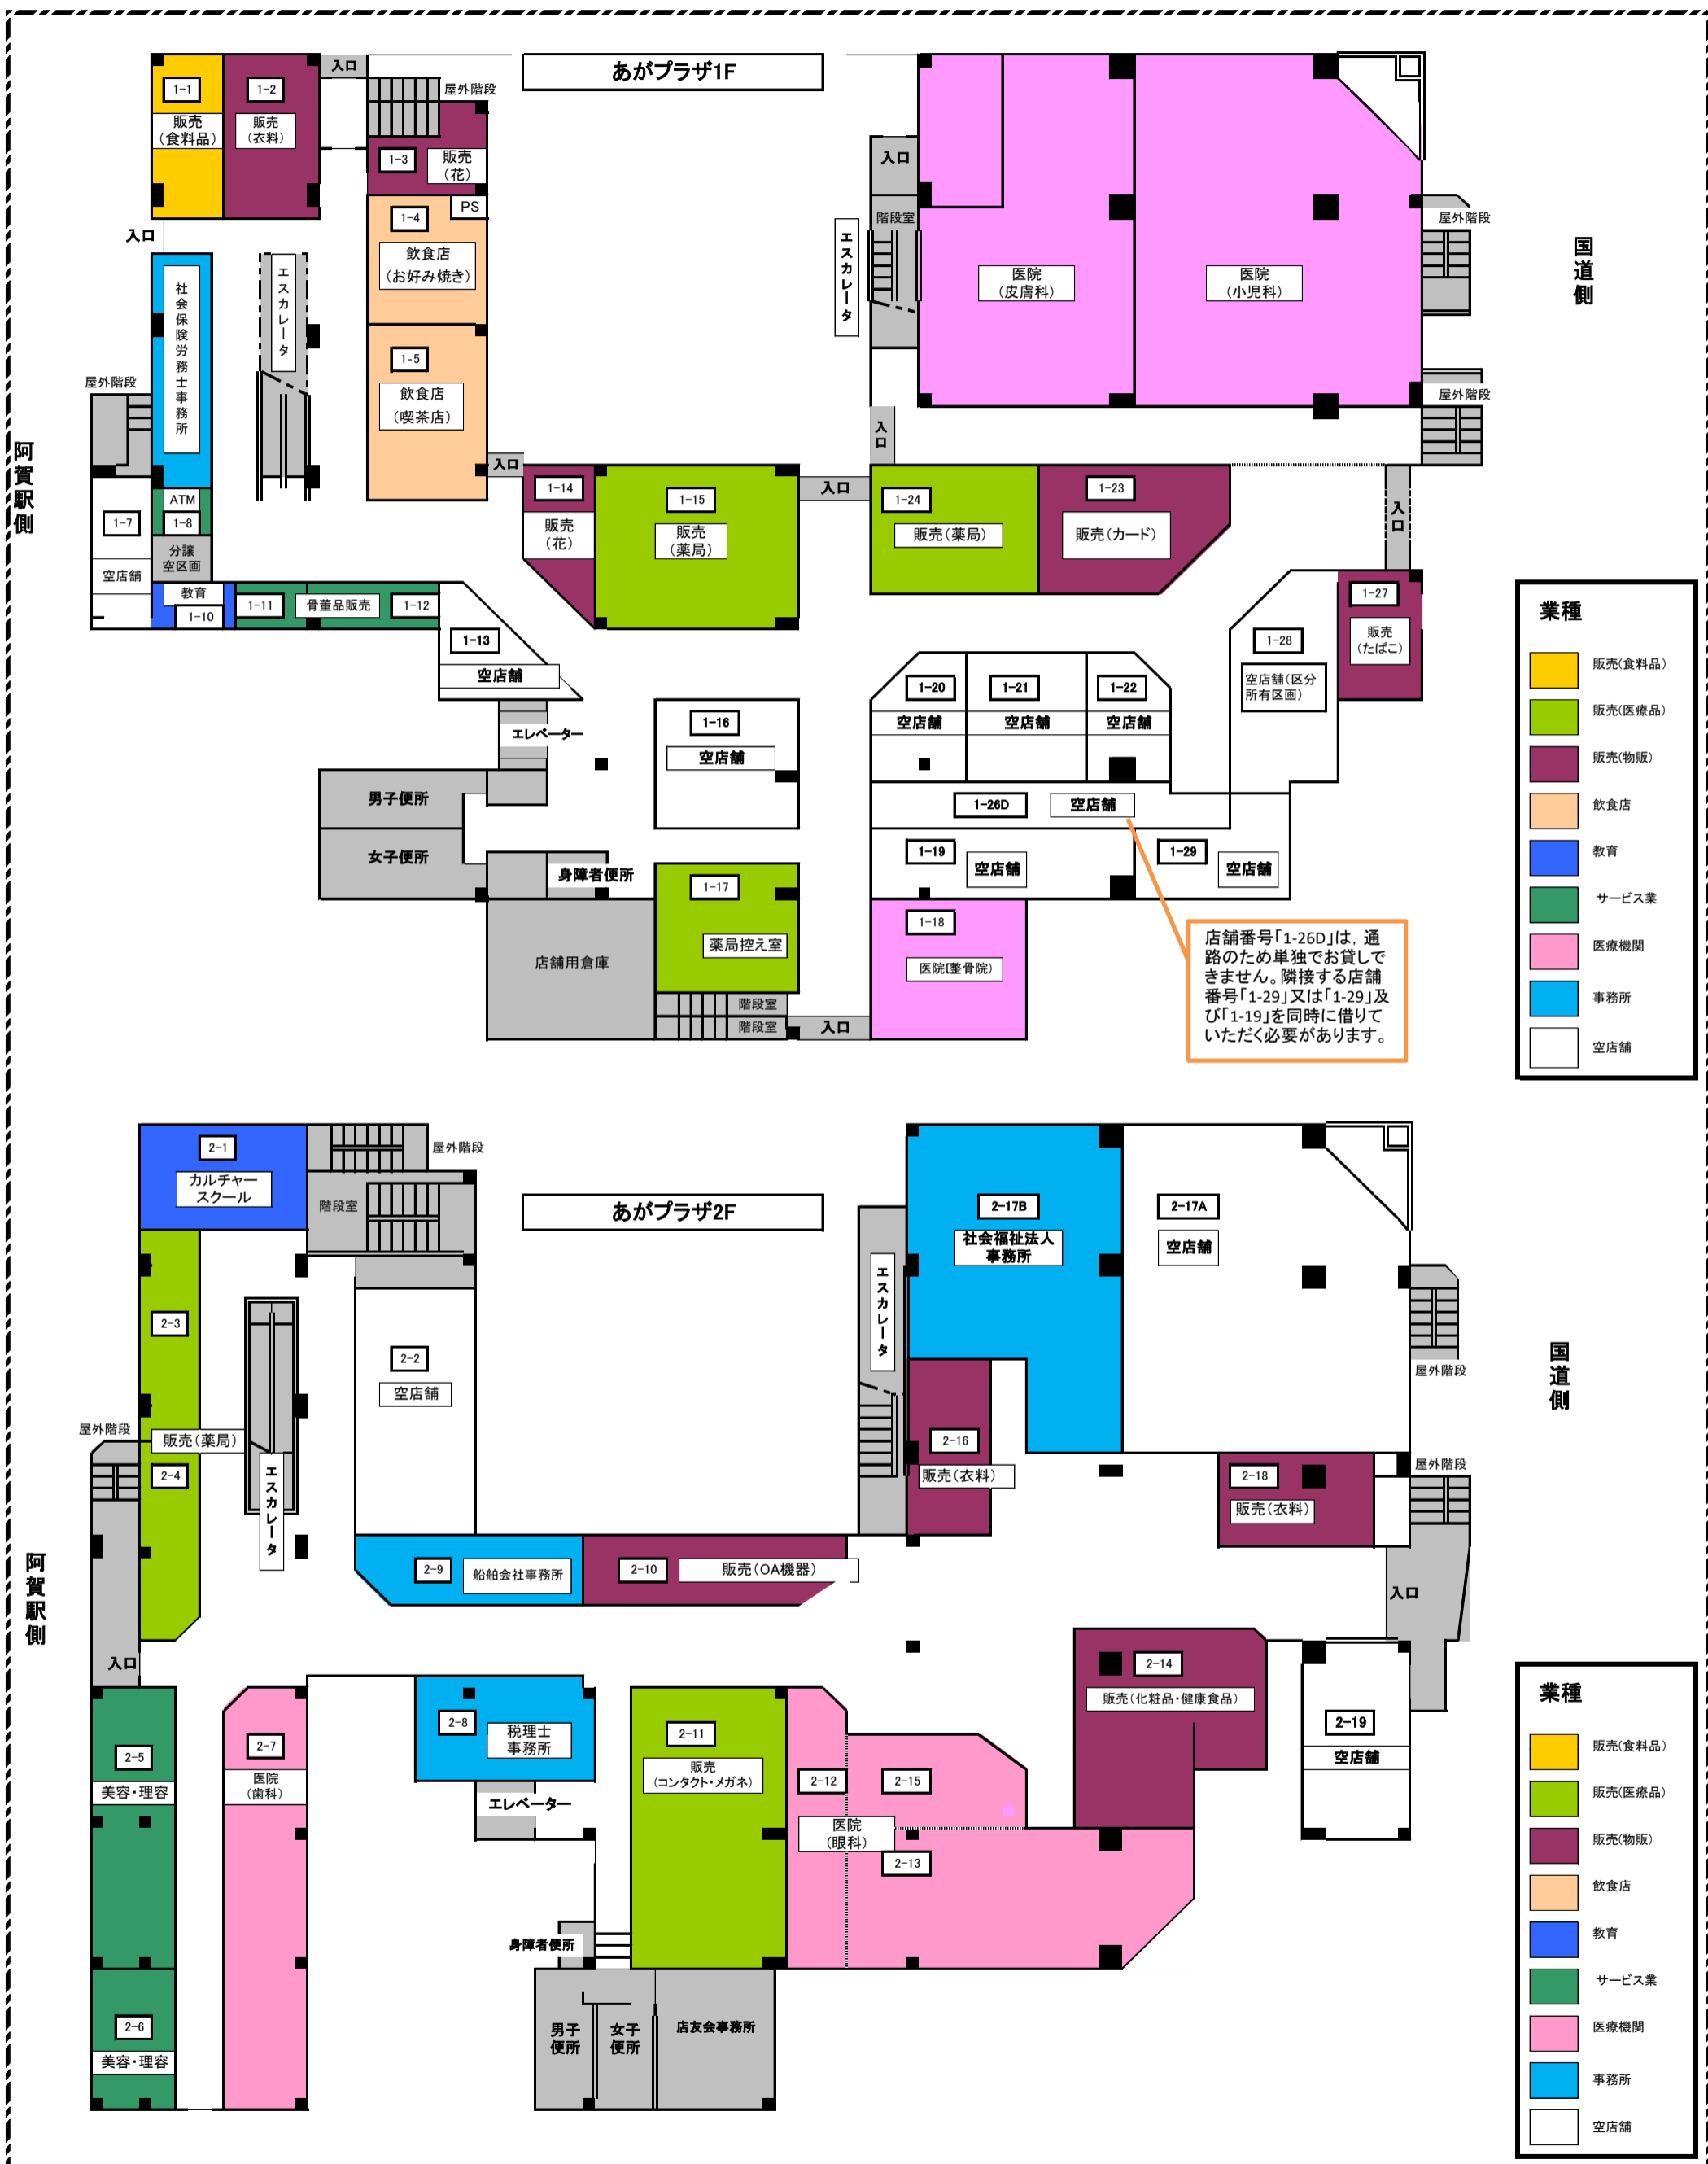 あがプラザ1F
入口
1-1
販売
(食料品)
1-2
販売
(衣料)
屋外階段
1-3
販売
(花)
PS
1-4
飲食店
(お好み焼き)
1-5
飲食店
(喫茶店)
入口
社会保険労務士事務所
エスカレータ
屋外階段
阿賀駅側
ATM
1-8
1-7
空店舗
分譲
空区画
教育
1-10
1-11
骨董品販売
1-12
1-13
空店舗
入口
1-14
販売
(花)
1-15
販売
(薬局)
入口
入口
階段室
エスカレータ
医院
(皮膚科)
医院
(小児科)
屋外階段
国道側
屋外階段
入口
1-24
販売(薬局)
1-23
販売(カード)
入口
1-27
販売
(たばこ)
1-28
空店舗(区分
所有区画)
1-20
空店舗
1-21
空店舗
1-22
空店舗
1-16
空店舗
エレベーター
男子便所
女子便所
身障者便所
1-26D
空店舗
1-19
空店舗
1-29
空店舗
1-17
薬局控え室
店舗用倉庫
階段室
階段室
入口
1-18
医院(整骨院)
店舗番号「1-26D」は，通
路のため単独でお貸しで
きません。隣接する店舗
番号「1-29」又は「1-29」及
び「1-19」を同時に借りて
いただく必要があります。
業種
販売(食料品)
販売(医療品)
販売(物販)
飲食店
教育
サービス業
医療機関
事務所
空店舗
あがプラザ2F
2-1
カルチャー
スクール
屋外階段
階段室
2-3
2-2
空店舗
屋外階段
販売(薬局)
2-4
エスカレータ
阿賀駅側
入口
2-9
船舶会社事務所
2-10
販売(OA機器)
エスカレータ
2-17B
社会福祉法人
事務所
2-17A
空店舗
屋外階段
国道側
2-16
販売(衣料)
2-18
販売(衣料)
屋外階段
入口
2-14
販売(化粧品・健康食品)
2-19
空店舗
2-5
美容・理容
2-7
医院
(歯科)
2-8
税理士
事務所
エレベーター
2-11
販売
(コンタクト・メガネ)
2-12
2-15
医院
(眼科)
2-13
身障者便所
男子
便所
女子
便所
店友会事務所
2-6
美容・理容
業種
販売(食料品)
販売(医療品)
販売(物販)
飲食店
教育
サービス業
医療機関
事務所
空店舗